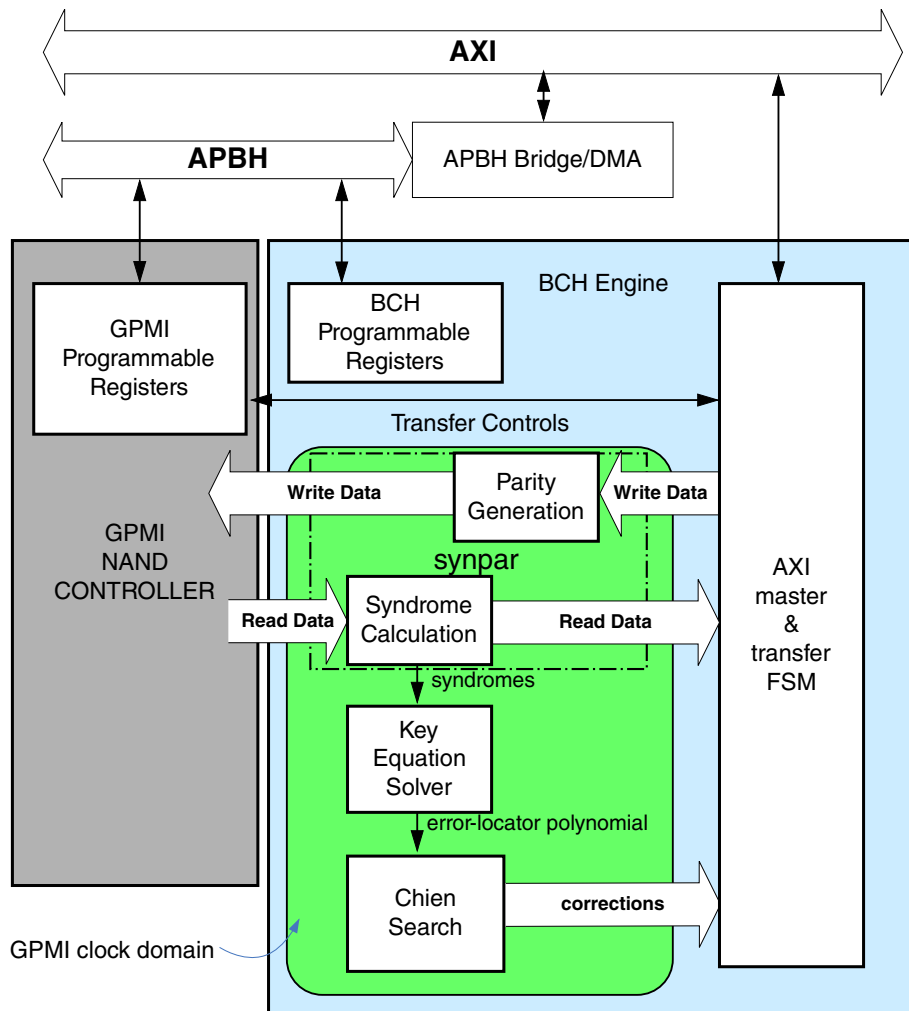 AXI
APBH
APBH Bridge/DMA
BCH Engine
GPMI
Programmable
Registers
BCH
Programmable
Registers
Transfer Controls
Write Data
Parity
Generation
Write Data
synpar
GPMI
NAND
CONTROLLER
Read Data
Syndrome
Calculation
Read Data
AXI
master
&
transfer
FSM
syndromes
Key
Equation
Solver
error-locator polynomial
Chien
Search
corrections
GPMI clock domain